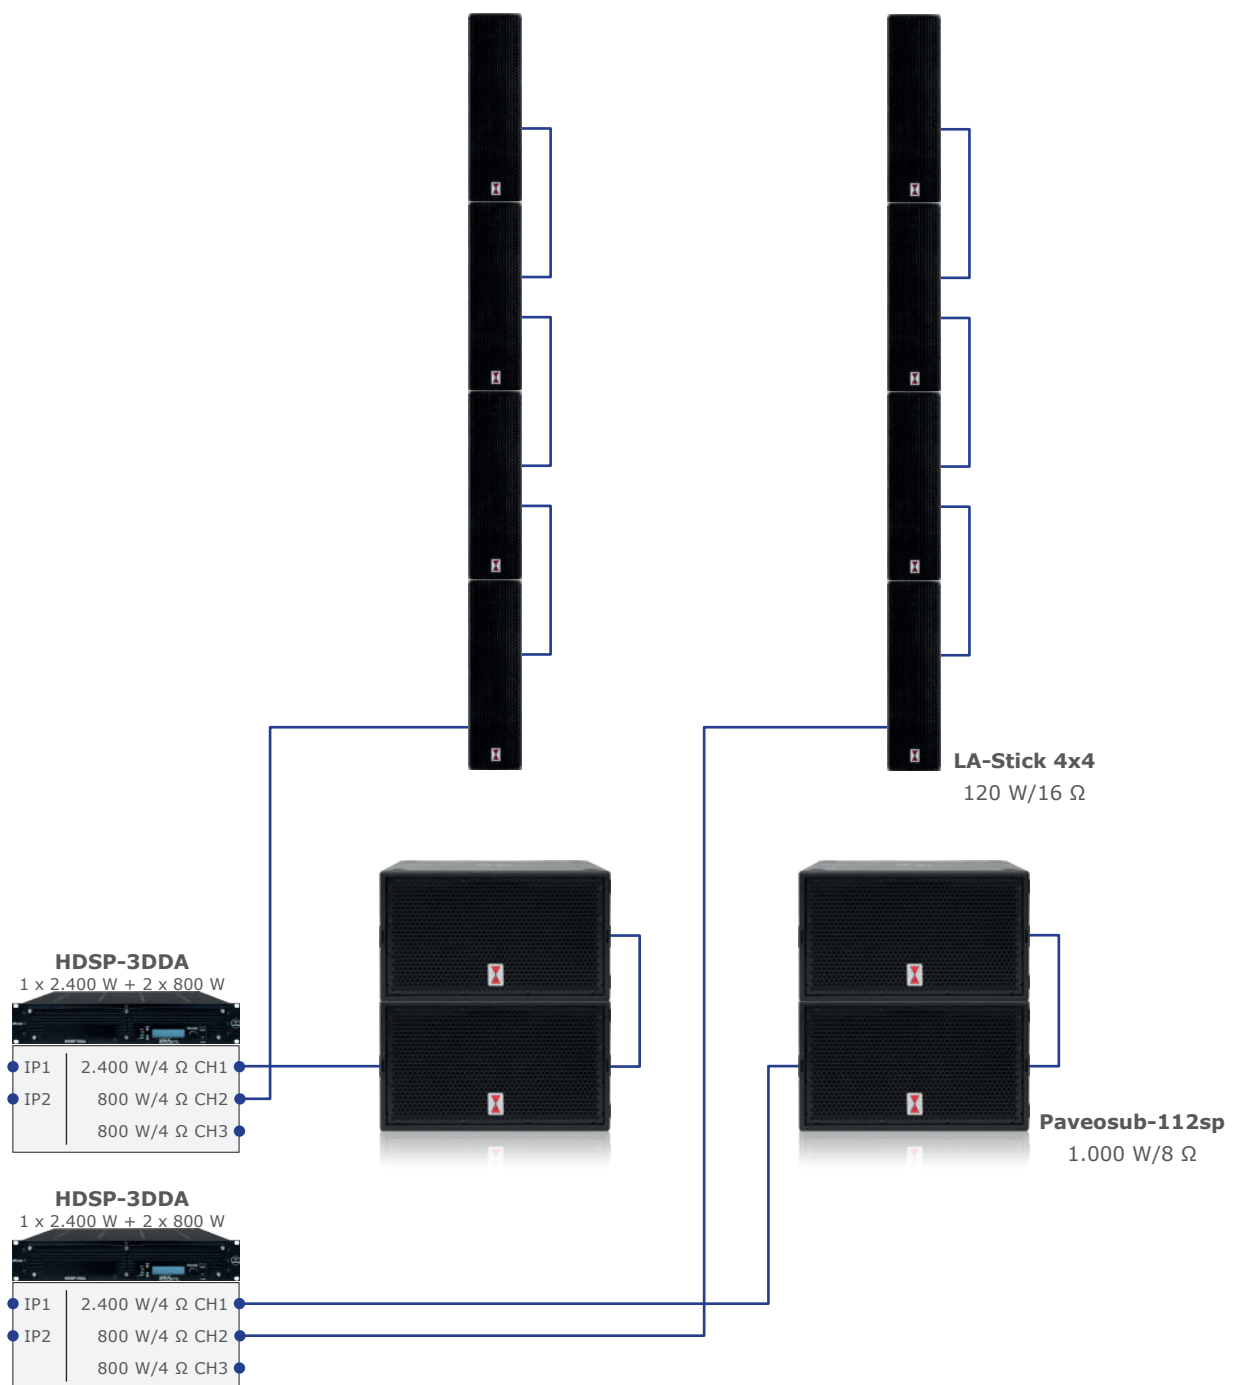 LA-Stick 4x4
120 W/16 Ω
HDSP-3DDA
1 x 2.400 W + 2 x 800 W
IP1 2.400 W/4 Ω CH1
IP2 800 W/4 Ω CH2
800 W/4 Ω CH3
Paveosub-112sp
1.000 W/8 Ω
HDSP-3DDA
1 x 2.400 W + 2 x 800 W
IP1 2.400 W/4 Ω CH1
IP2 800 W/4 Ω CH2
800 W/4 Ω CH3